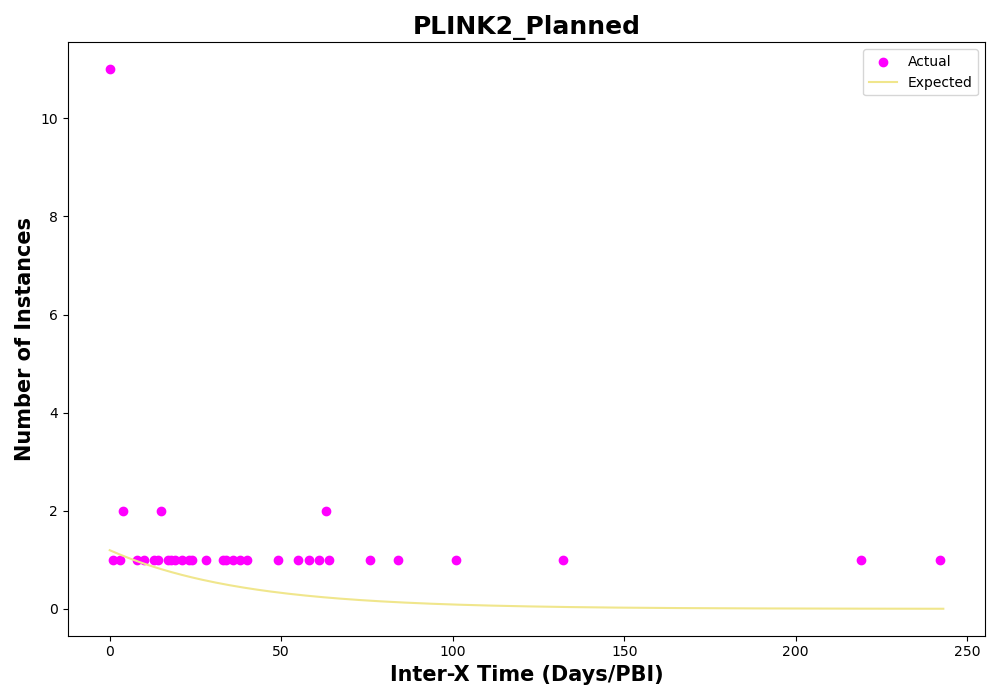 PLINK2_Planned
Actual
Expected
Number of Instances
10
8
6
4
2
0
0
50
100
150
200
250
Inter-X Time (Days/PBI)